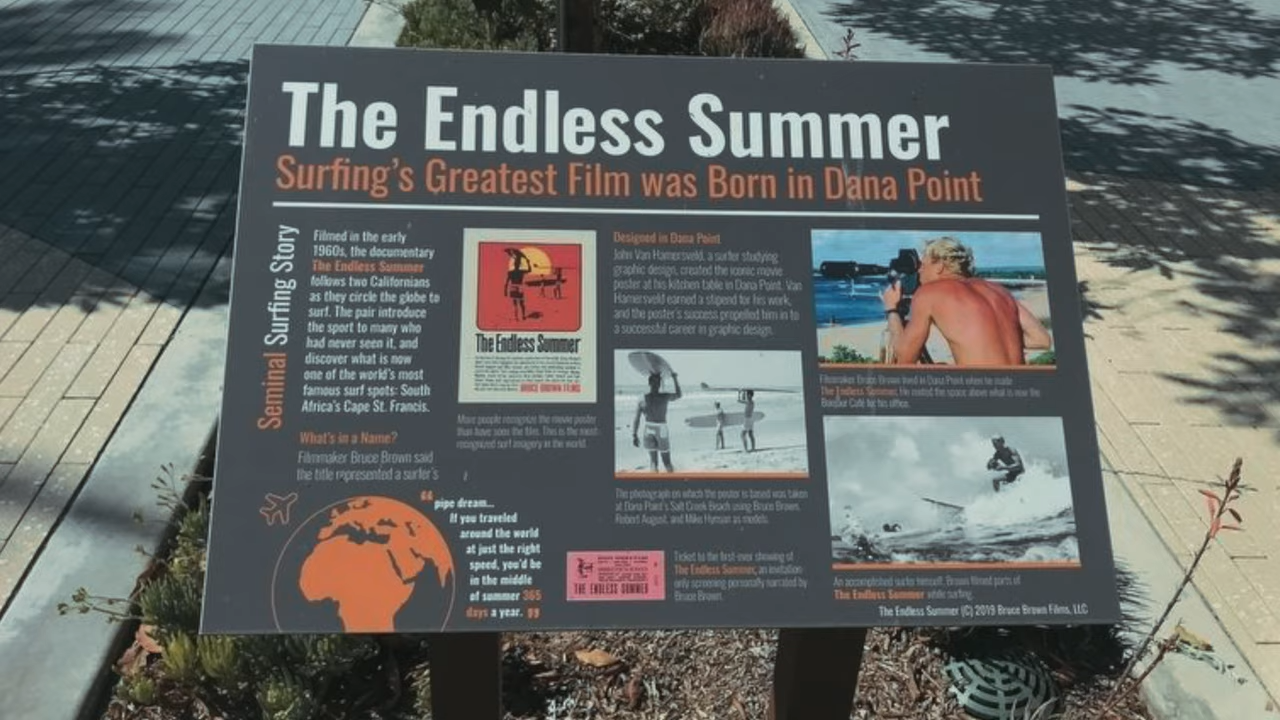 The Endless Summer
Surfing's Greatest Film was Born in Dana Point
Seminal Surfing Story
Filmed in the early
1960s, the documentary
The Endless Summer
follows two Californians
as they circle the globe to
surf. The pair introduce
the sport to many who
had never seen it, and
discover what is now
one of the world's most
famous surf spots: South
Africa's Cape St. Francis.
What's in a Name?
Filmmaker Bruce Brown said
the title represented a surfer's
“pipe dream...
If you traveled
around the world
at just the right
speed, you'd be
in the middle
of summer 365
days a year. ”
The Endless Summer
BRUCE BROWN FILMS
More people recognize the movie poster
than have seen the film. This is the most
recognized surf imagery in the world.
Designed in Dana Point
John Van Hamersveld, a surfer studying
graphic design, created the iconic movie
poster at his kitchen table in Dana Point. Van
Hamersveld earned a stipend for his work,
and the poster's success propelled him in to
a successful career in graphic design.
The photograph on which the poster is based was taken
at Dana Point's Salt Creek Beach using Bruce Brown,
Robert August, and Mike Hynson as models.
THE ENDLESS SUMMER
Ticket to the first-ever showing of
The Endless Summer, an invitation-
only screening personally narrated by
Bruce Brown.
Filmmaker Bruce Brown lived in Dana Point when he made
The Endless Summer. He rented the space above what is now the
Bonjour Café for his office.
An accomplished surfer himself, Brown filmed parts of
The Endless Summer while surfing.
The Endless Summer (C) 2019 Bruce Brown Films, LLC